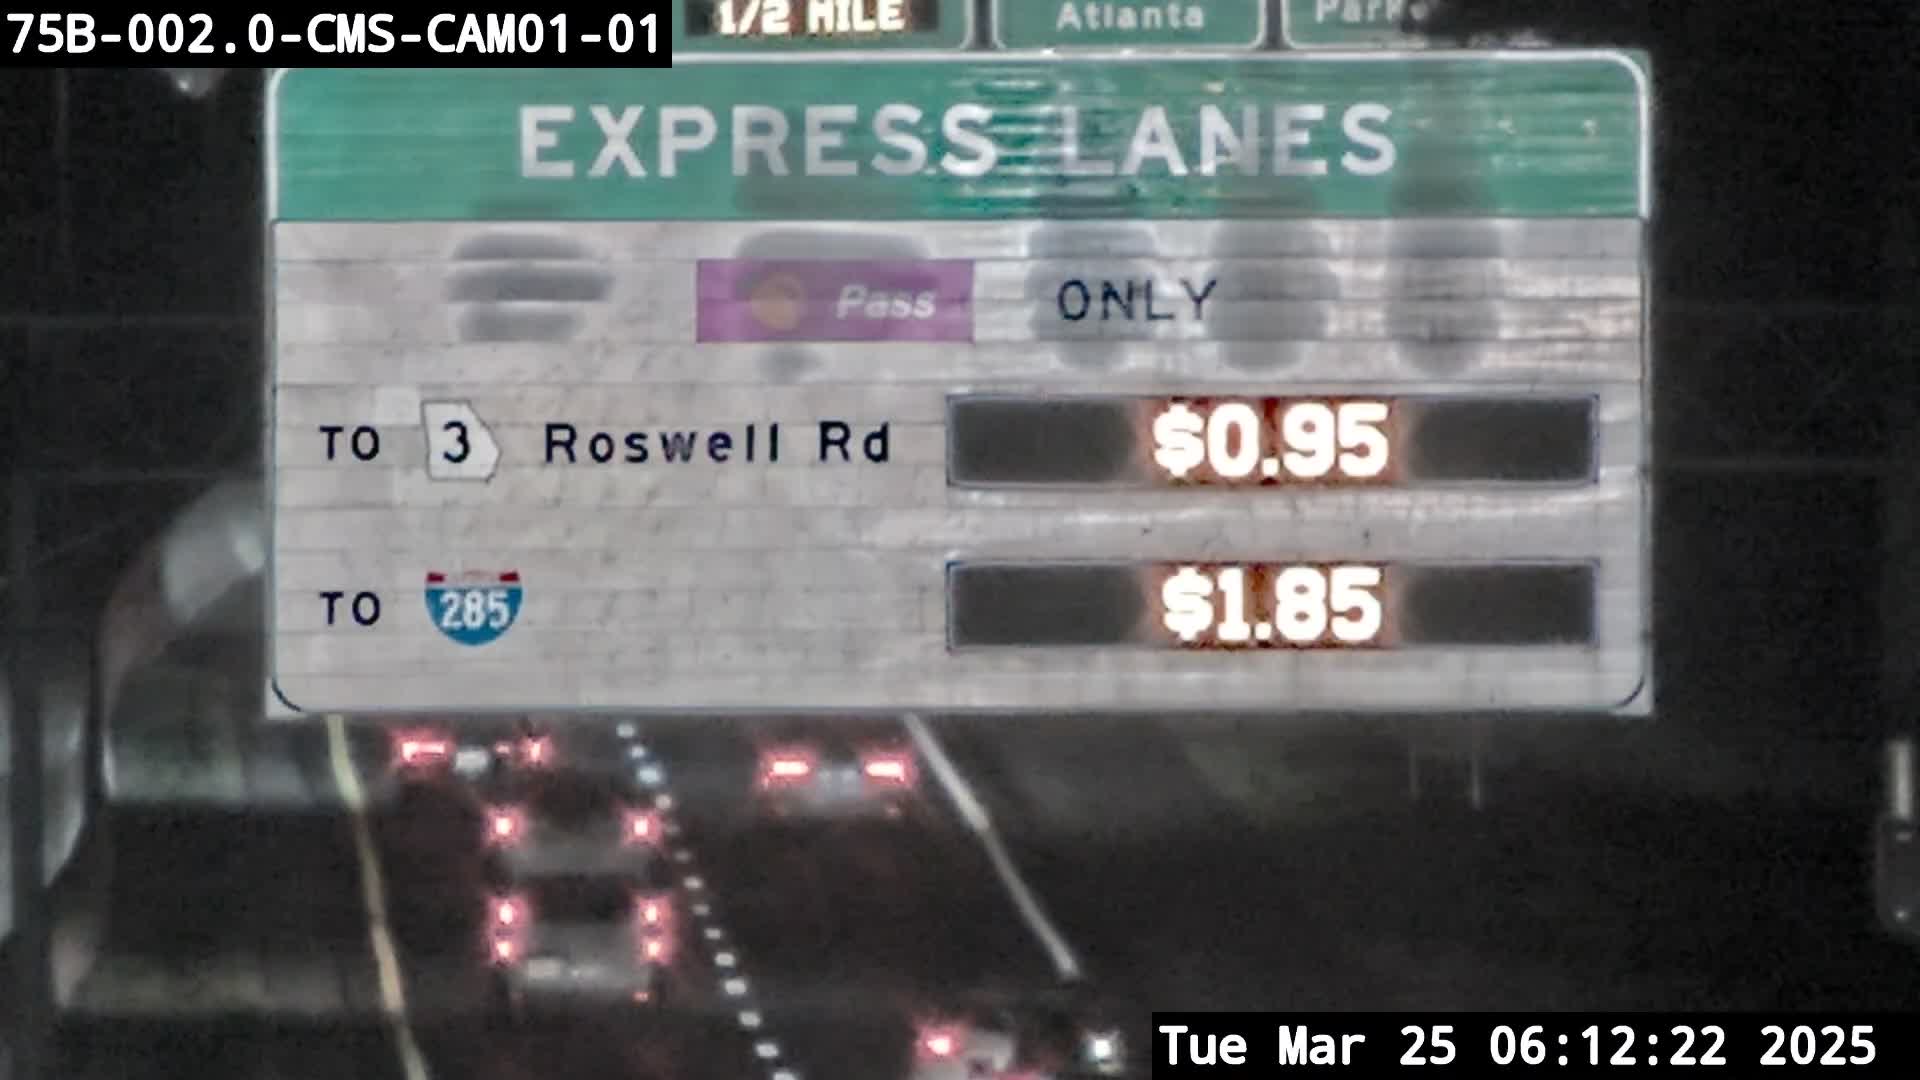 75B-002.0-CMS-CAM01-01
1/2 MILE
Atlanta
EXPRESS LANES
Pass ONLY
TO 3 Roswell Rd $0.95
TO 285 $1.85
Tue Mar 25 06:12:22 2025